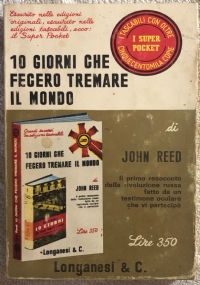 Esaurito nelle edizioni
originali, esaurito nelle
edizioni tascabili, ecco:
il Super Pocket
I TASCABILI CON OLTRE
I SUPER
POCKET
CINQUECENTOMILA COPIE
10 GIORNI CHE
FECERO TREMARE
IL MONDO
di
JOHN REED
Il primo resoconto
della rivoluzione russa
fatto da un
testimone oculare
che vi partecipò
Lire 350
10 GIORNI CHE
FECERO TREMARE
IL MONDO
di
JOHN REED
Lire 350
Longanesi & C.
10 GIORNI
Longanesi & C.